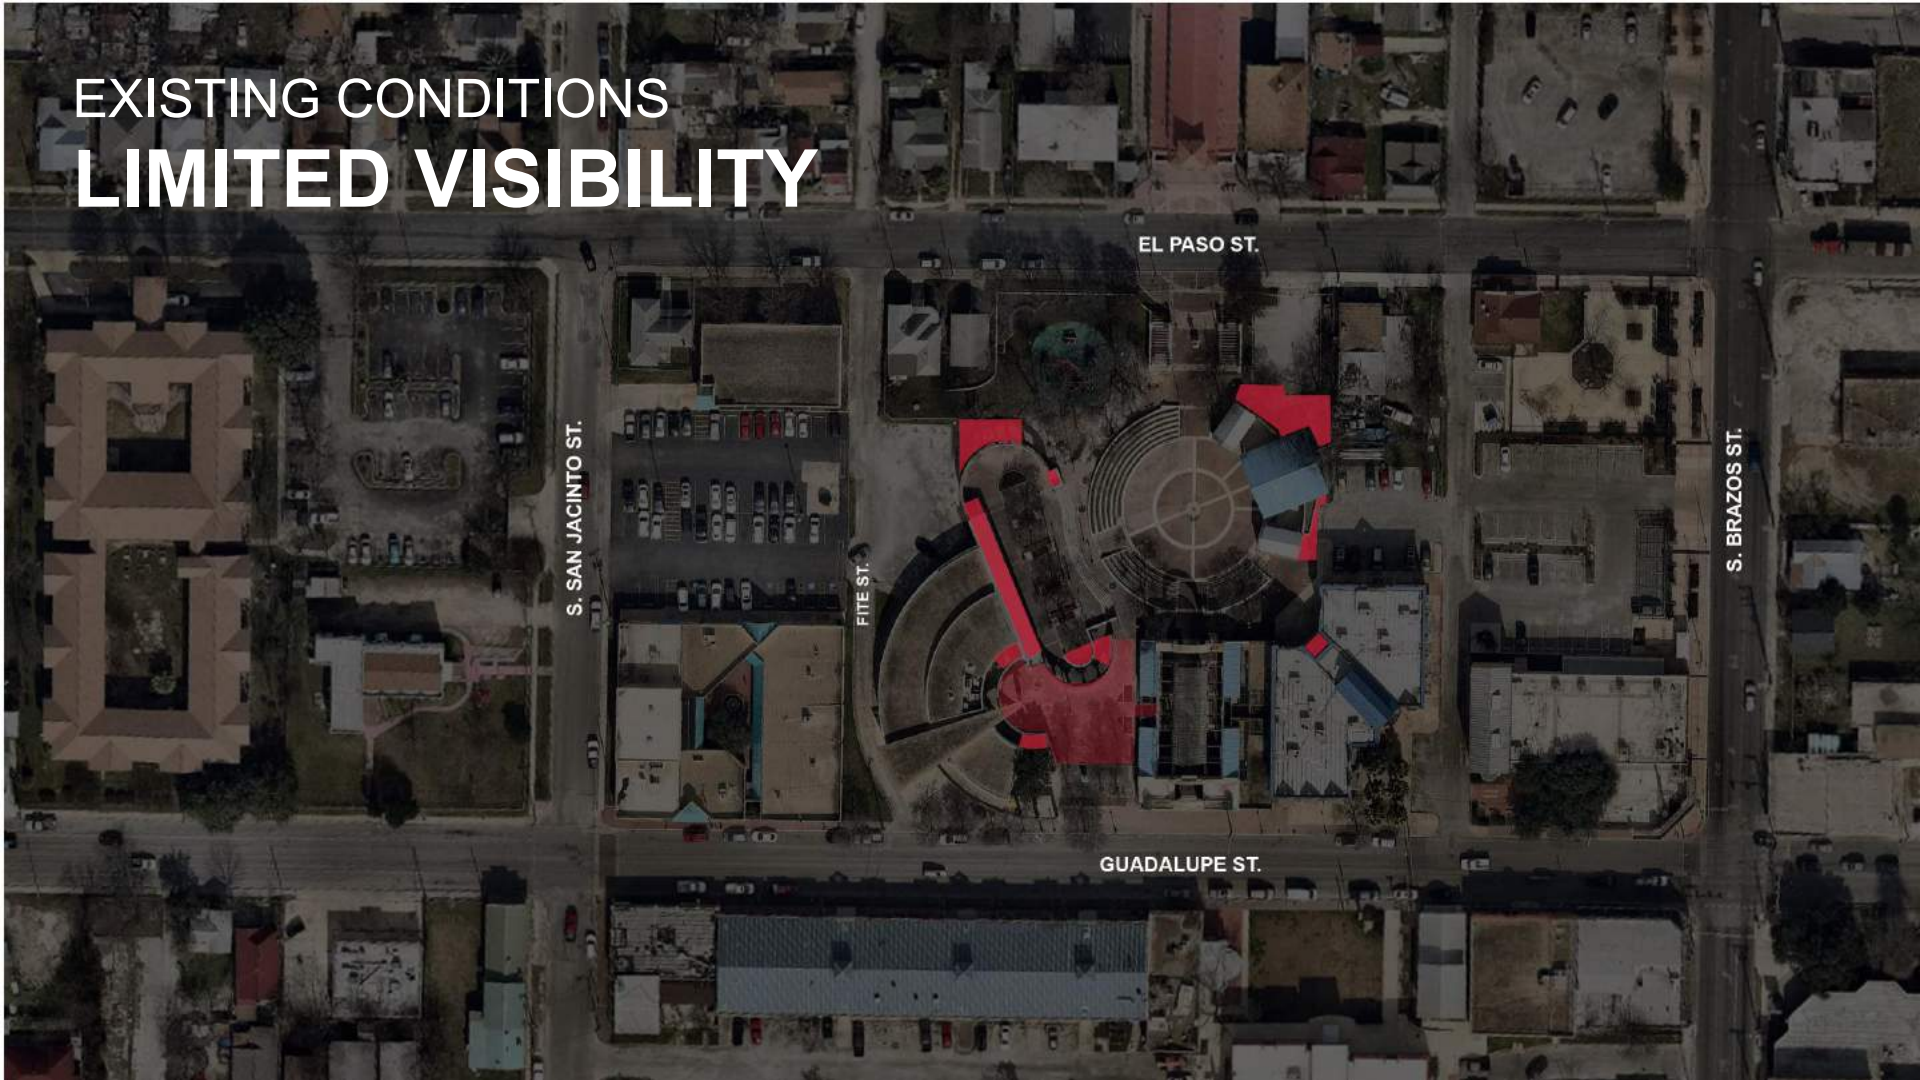 EXISTING CONDITIONS
LIMITED VISIBILITY
EL PASO ST.
S. SAN JACINTO ST.
S. BRAZOS ST.
FITE ST.
GUADALUPE ST.